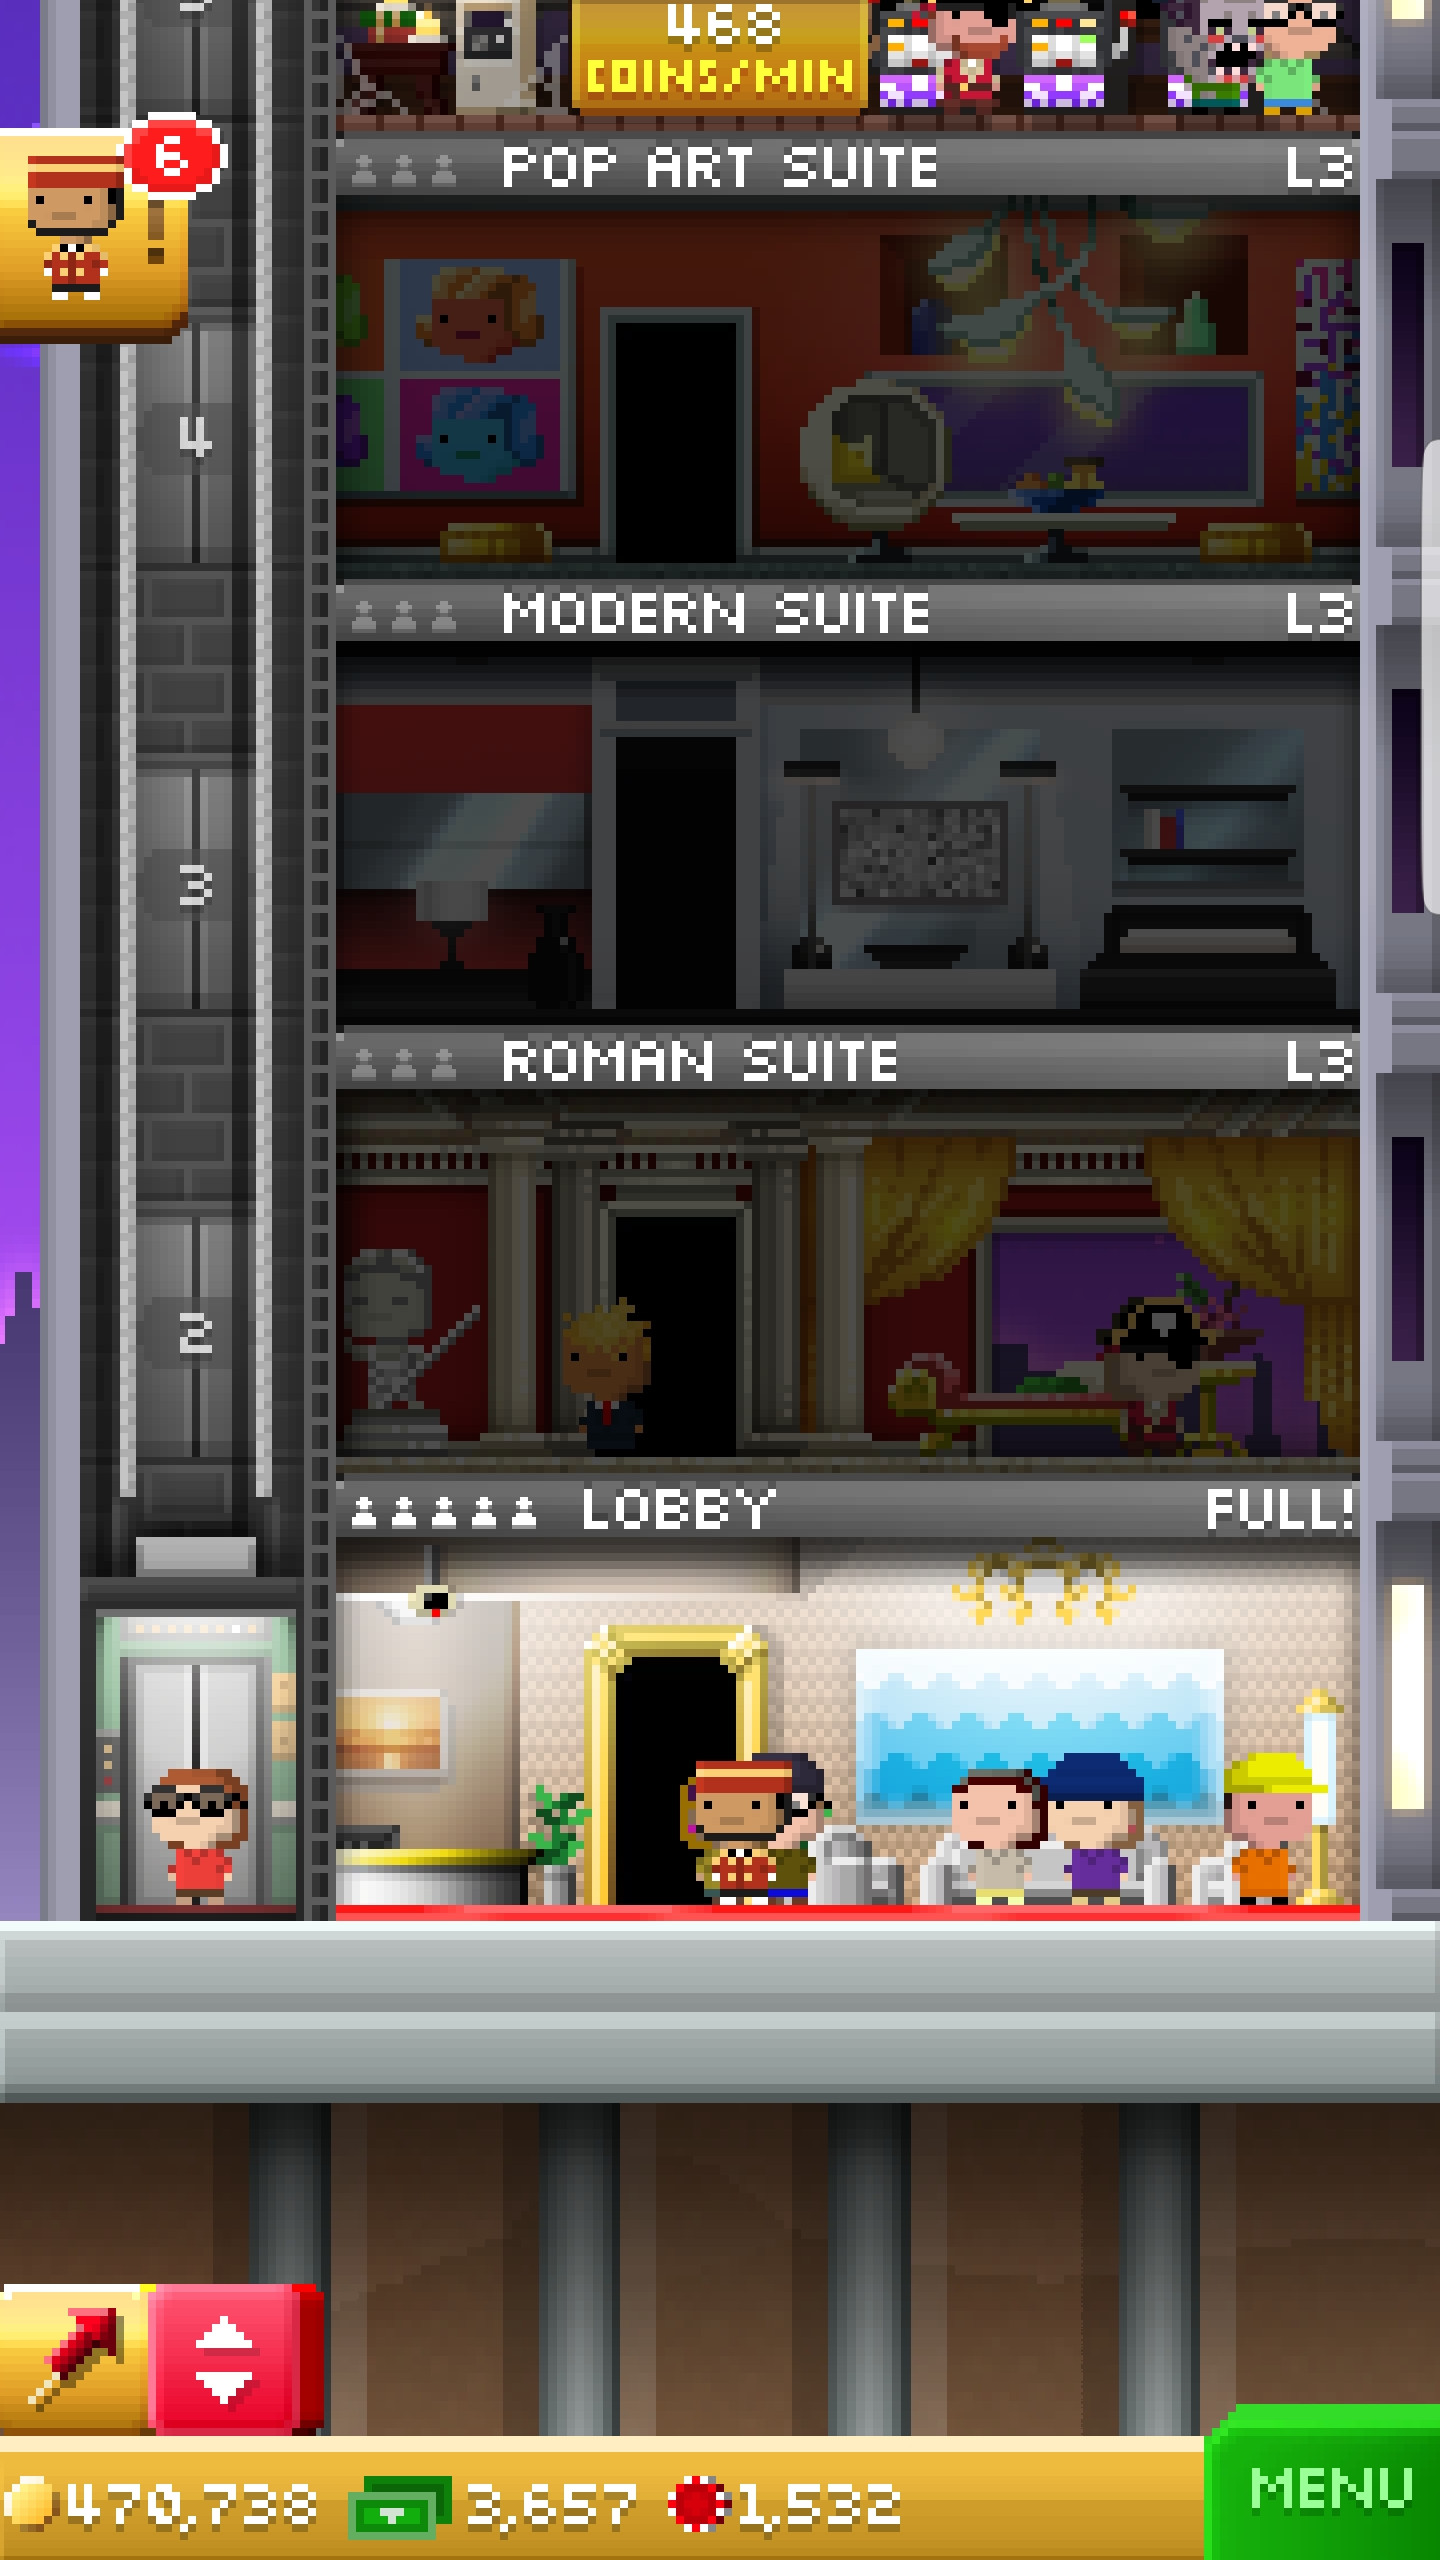 468
COINS/MIN
6
POP ART SUITE L3
4
MODERN SUITE L3
3
ROMAN SUITE L3
2
LOBBY FULL!
470,738 3,657 1,532
MENU